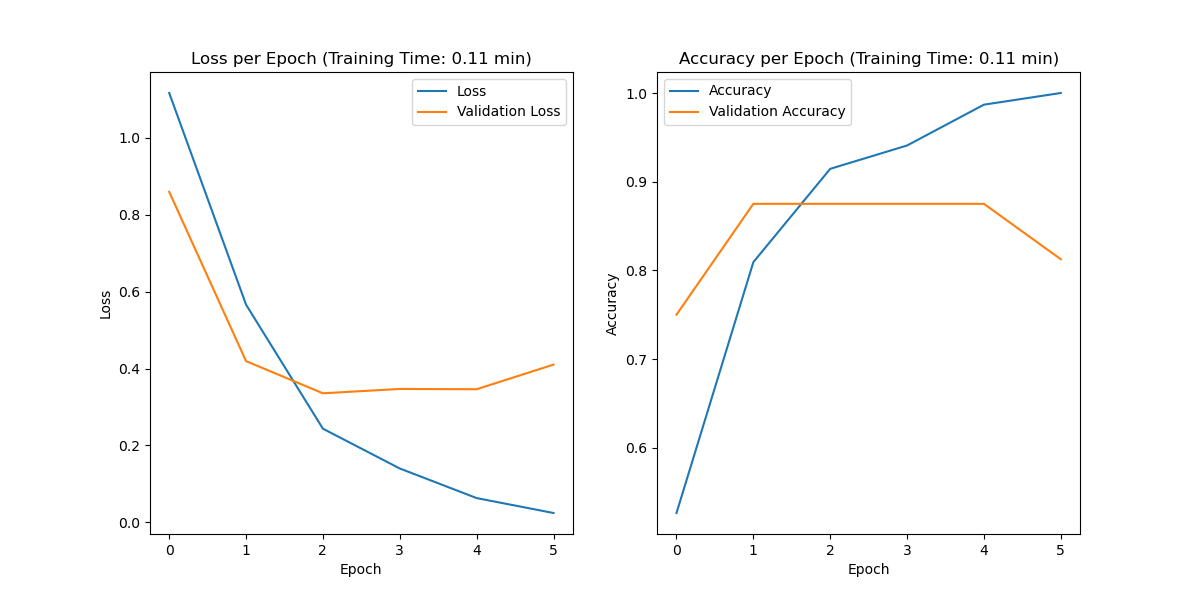 Loss per Epoch (Training Time: 0.11 min)
Loss
Validation Loss
1.0
0.8
0.6
0.4
0.2
0.0
Loss
0 1 2 3 4 5
Epoch
Accuracy per Epoch (Training Time: 0.11 min)
Accuracy
Validation Accuracy
1.0
0.9
0.8
0.7
0.6
Accuracy
0 1 2 3 4 5
Epoch